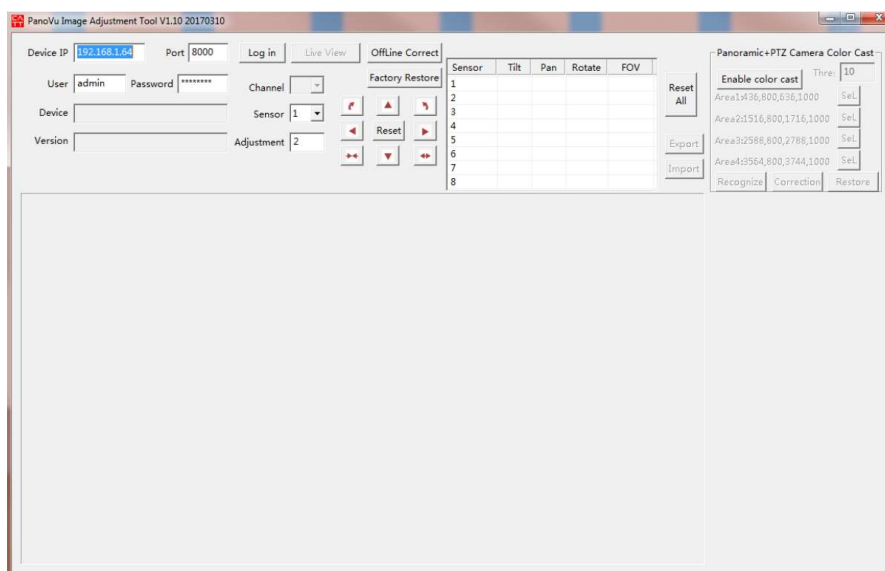 PanoVu Image Adjustment Tool V1.10 20170310
Device IP 192.168.1.64 Port 8000 Log in Live View OffLine Correct
User admin Password ******** Channel Factory Restore
Device Sensor 1
Version Adjustment 2 Reset
Sensor Tilt Pan Rotate FOV
1
2
3
4
5
6
7
8
Reset
All
Export
Import
Panoramic+PTZ Camera Color Cast
Enable color cast Thre: 10
Area1:436,800,636,1000 Sel
Area2:1516,800,1716,1000 Sel
Area3:2588,800,2788,1000 Sel
Area4:3564,800,3744,1000 Sel
Recognize Correction Restore